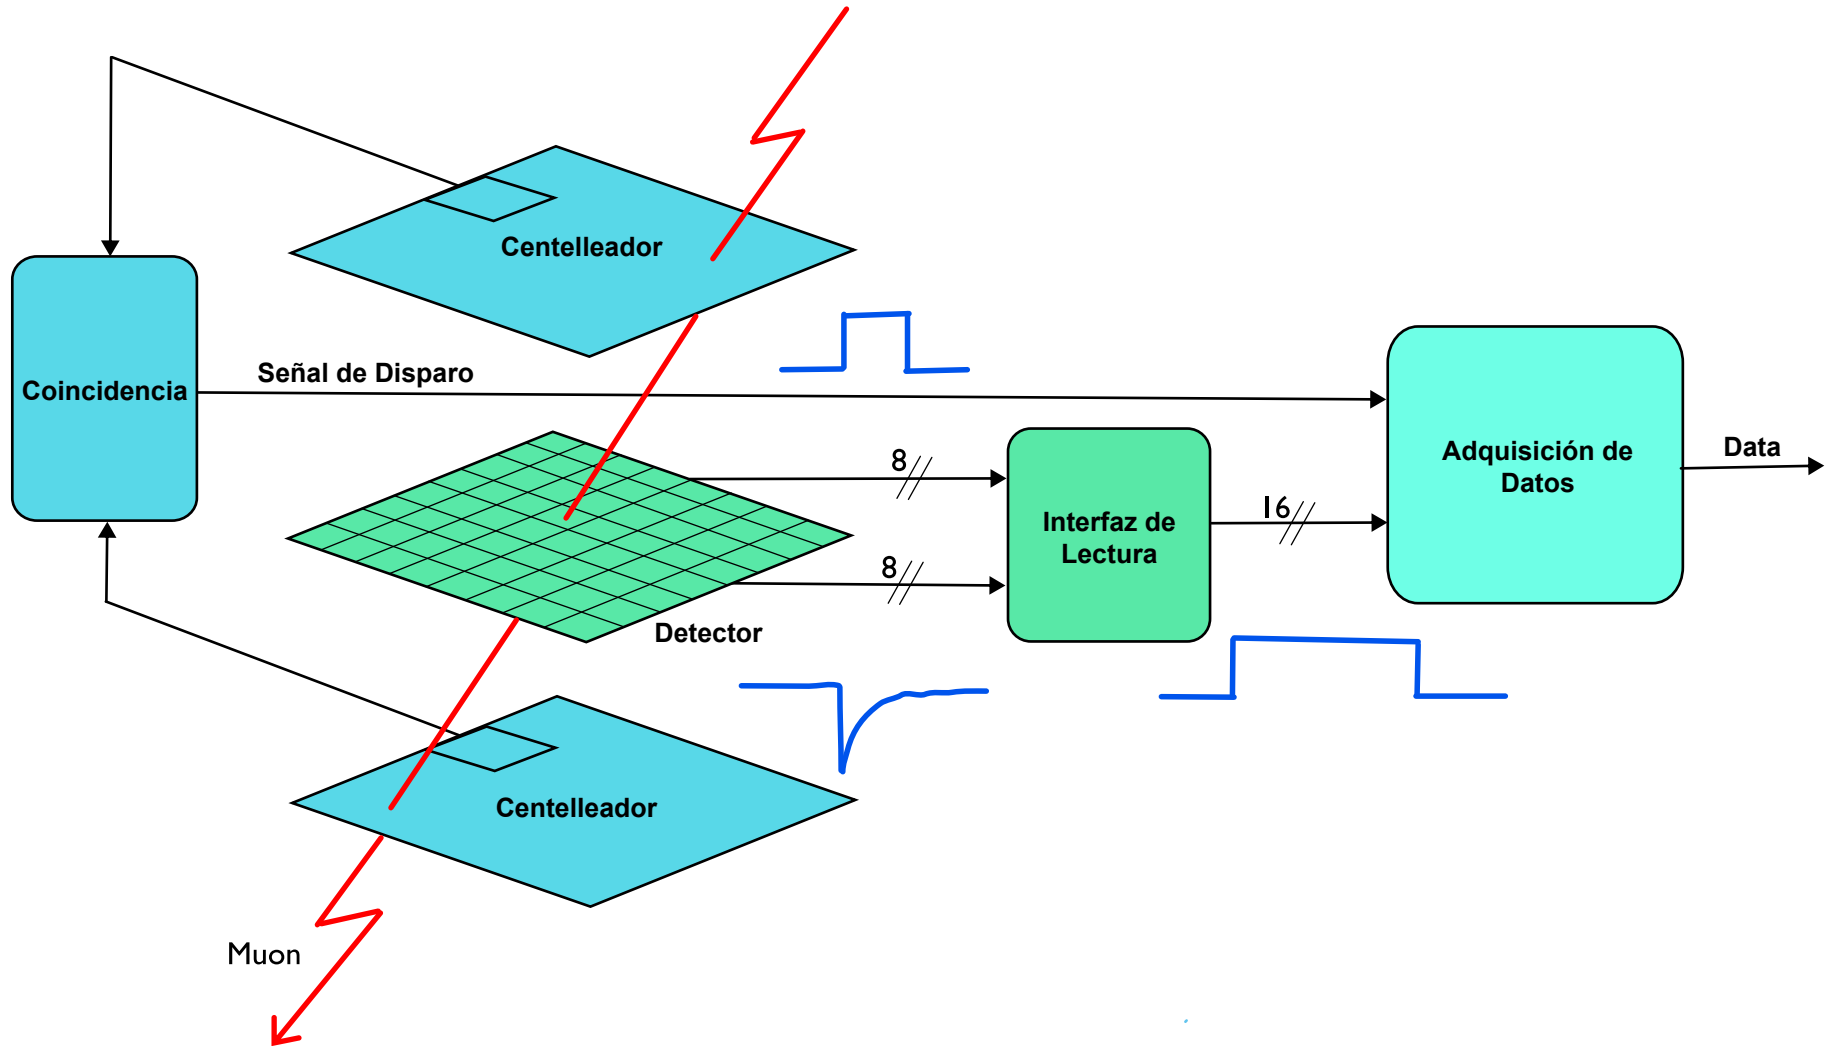 Centelleador
Coincidencia
Señal de Disparo
Adquisición de
Datos
Data
8
Interfaz de
Lectura
16
8
Detector
Centelleador
Muon